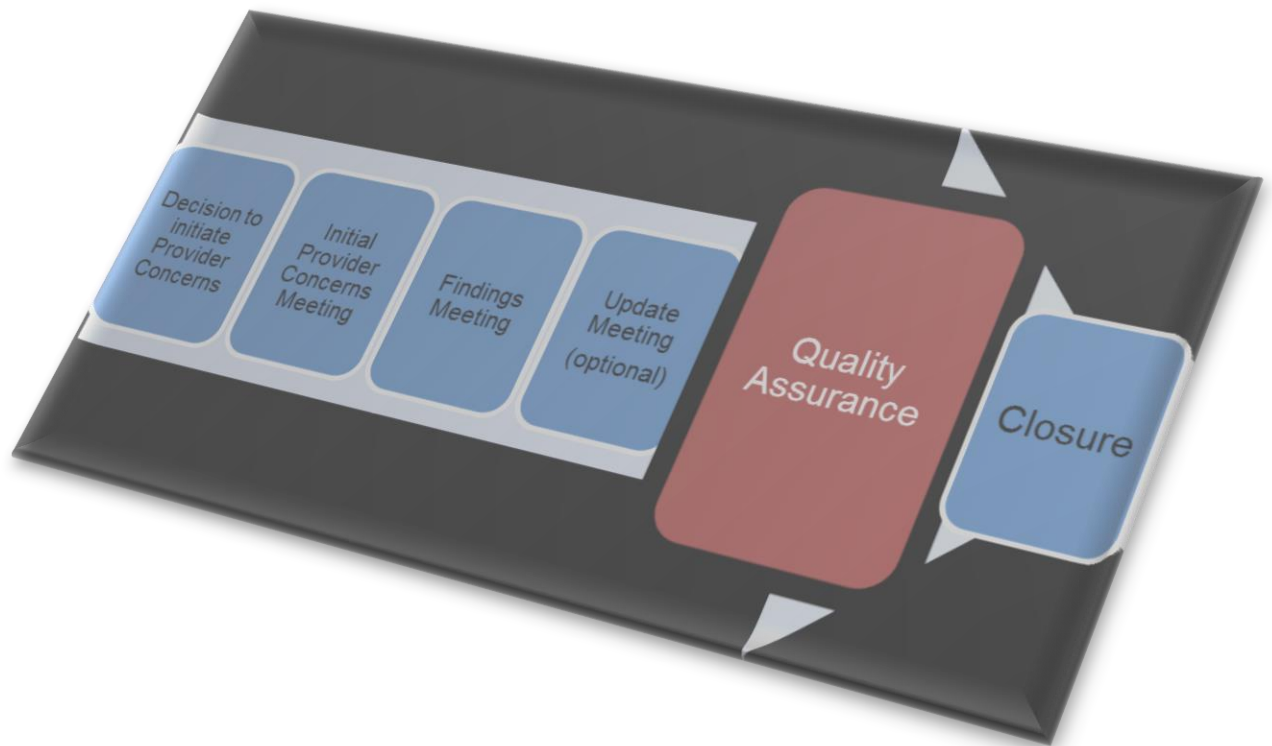 Decision to
initiate
Provider
Concerns
Initial
Provider
Concerns
Meeting
Findings
Meeting
Update
Meeting
(optional)
Quality
Assurance
Closure